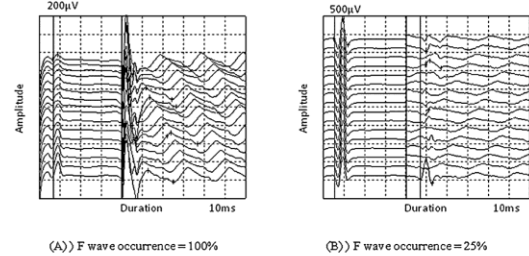 200μV
500μV
Amplitude
Amplitude
Duration 10ms
Duration 10ms
(A)) F wave occurrence = 100%
(B)) F wave occurrence = 25%